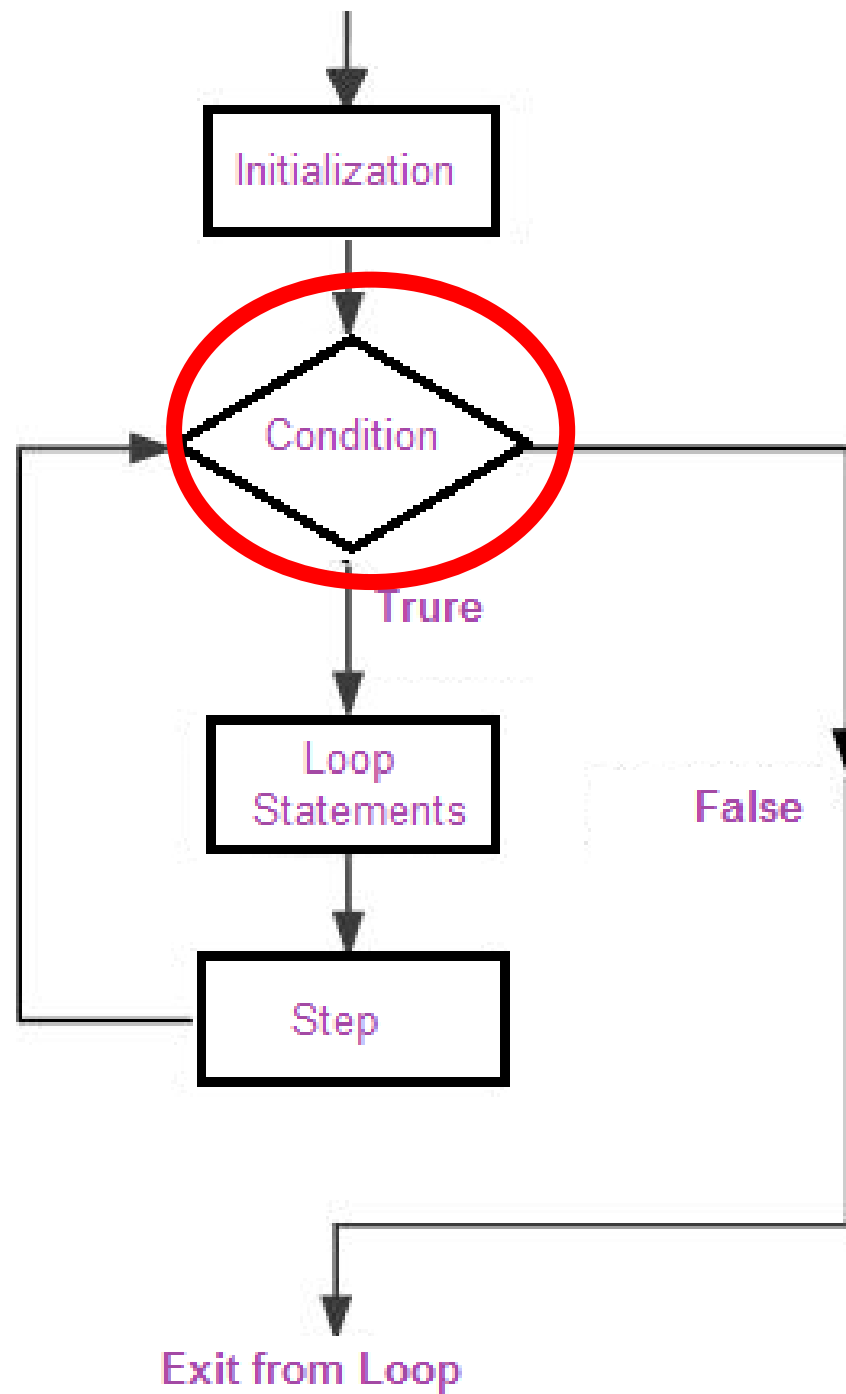 Initialization
Condition
Trure
Loop
Statements
False
Step
Exit from Loop